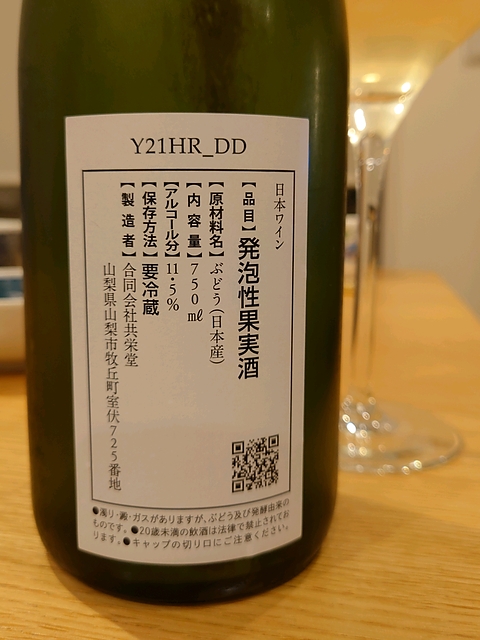 Y21HR_DD
日本ワイン
【品目】発泡性果実酒
【原材料名】ぶどう(日本産)
【内容量】750㎖
【アルコール分】11.5%
【保存方法】要冷蔵
【製造者】合同会社共栄堂
山梨県山梨市牧丘町室伏725番地
●濁り・澱・ガスがありますが、ぶどう及び発酵由来の
ものです。●20歳未満の飲酒は法律で禁止されてお
ります。●キャップの切り口にご注意ください。